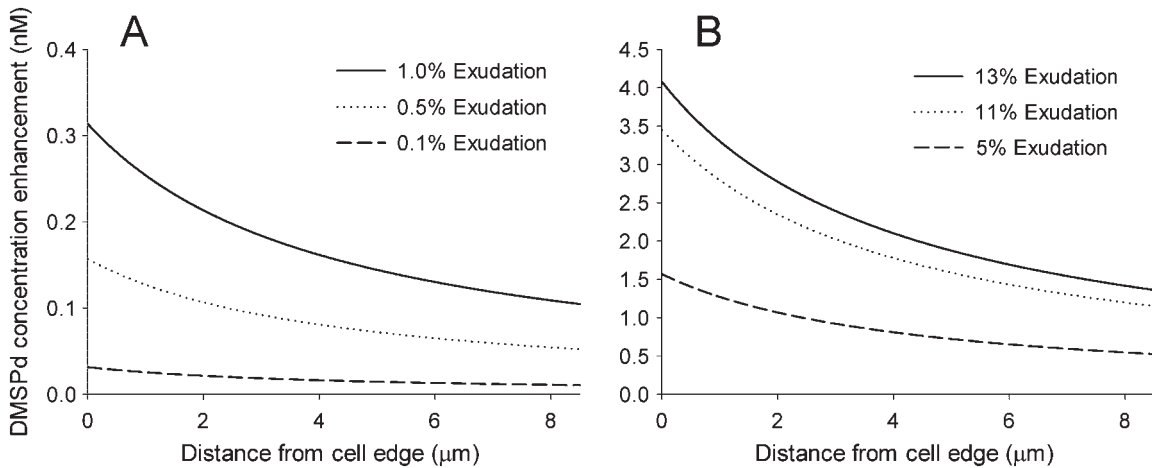 DMSPd concentration enhancement (nM)
A
0.4
0.3
0.2
0.1
0.0
1.0% Exudation
0.5% Exudation
0.1% Exudation
0 2 4 6 8
Distance from cell edge (μm)
B
4.5
4.0
3.5
3.0
2.5
2.0
1.5
1.0
0.5
0.0
13% Exudation
11% Exudation
5% Exudation
0 2 4 6 8
Distance from cell edge (μm)